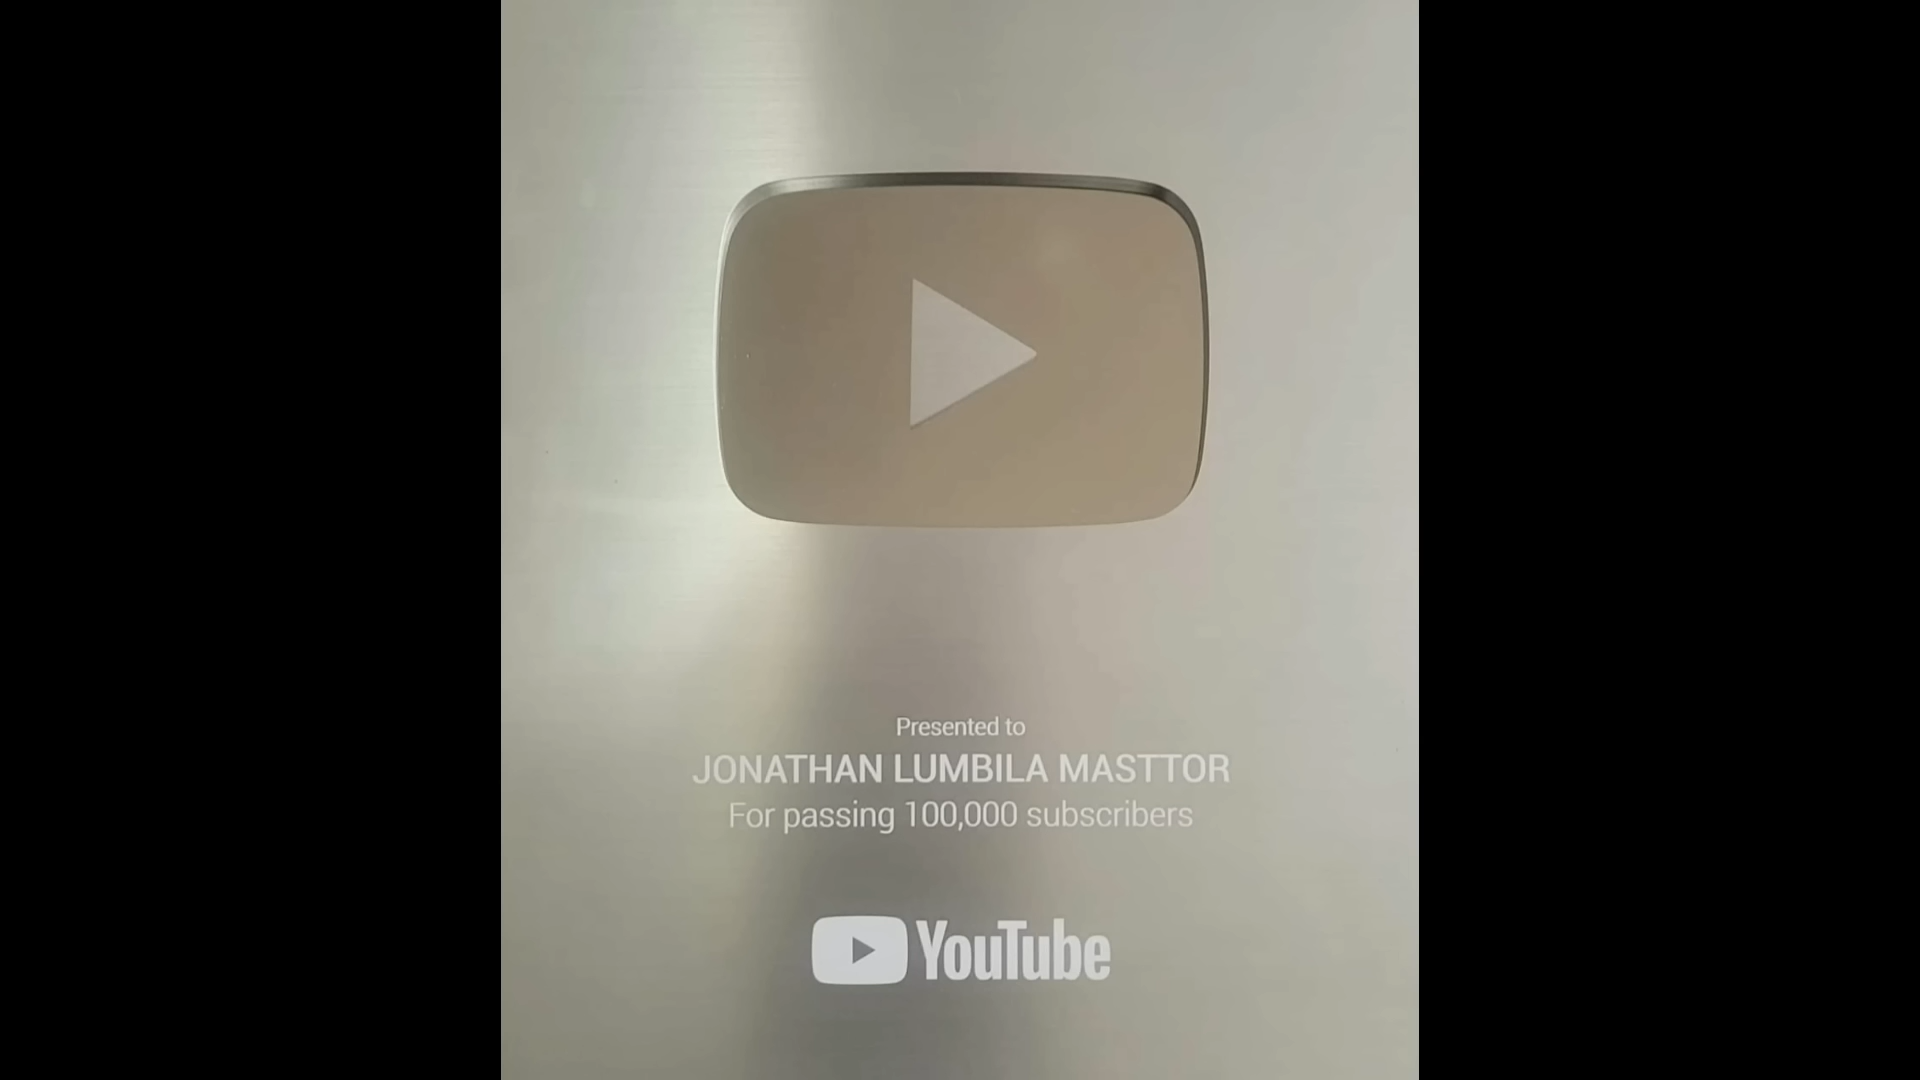 Presented to
JONATHAN LUMBILA MASTTOR
For passing 100,000 subscribers
YouTube